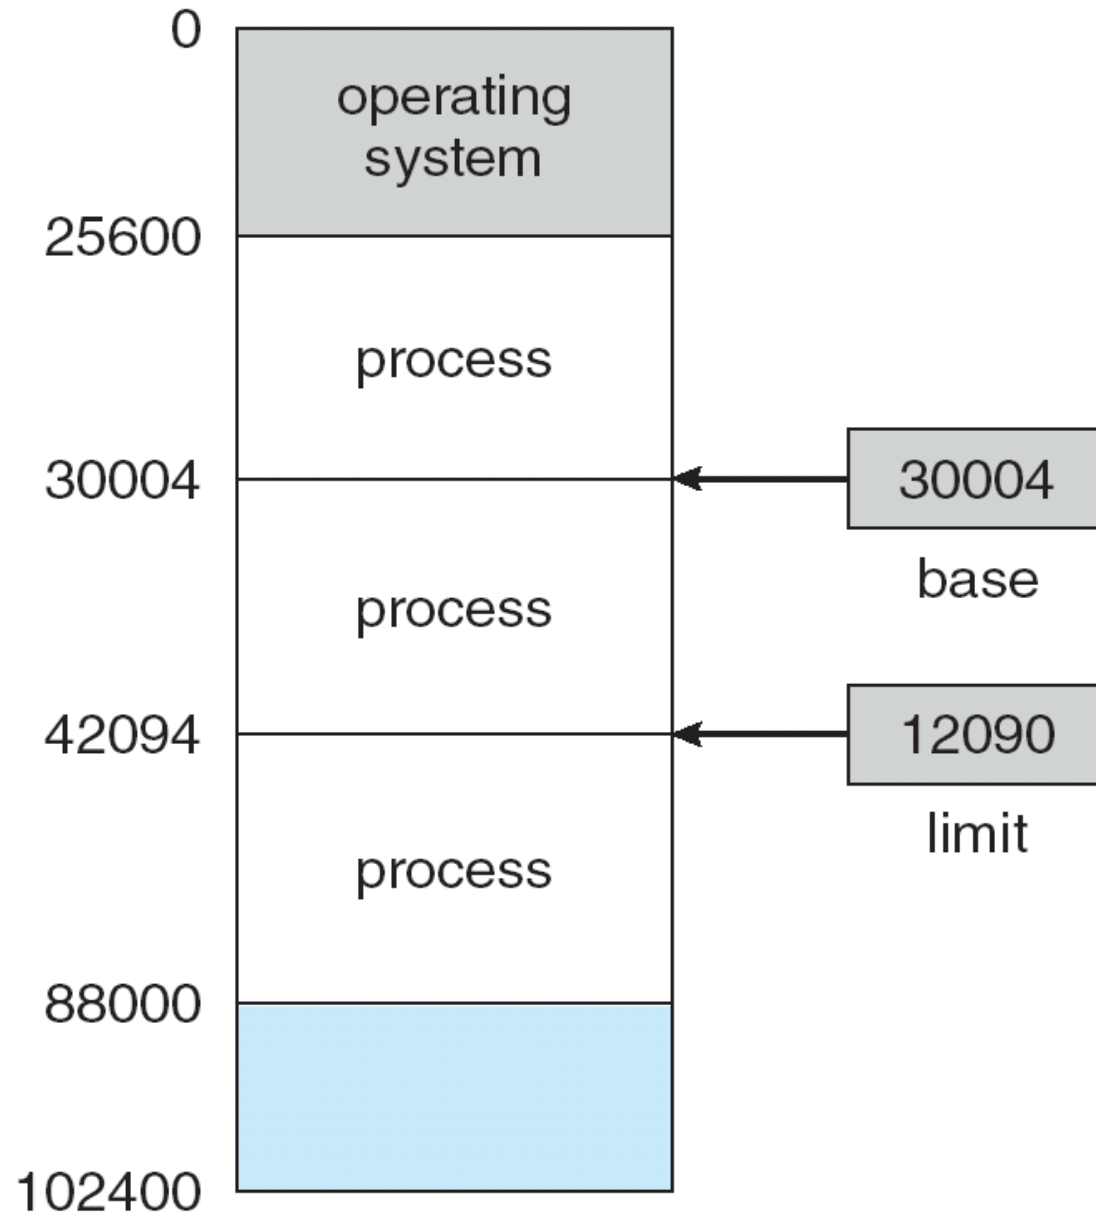 0
operating
system
25600
process
30004
30004
base
process
42094
12090
limit
process
88000
102400